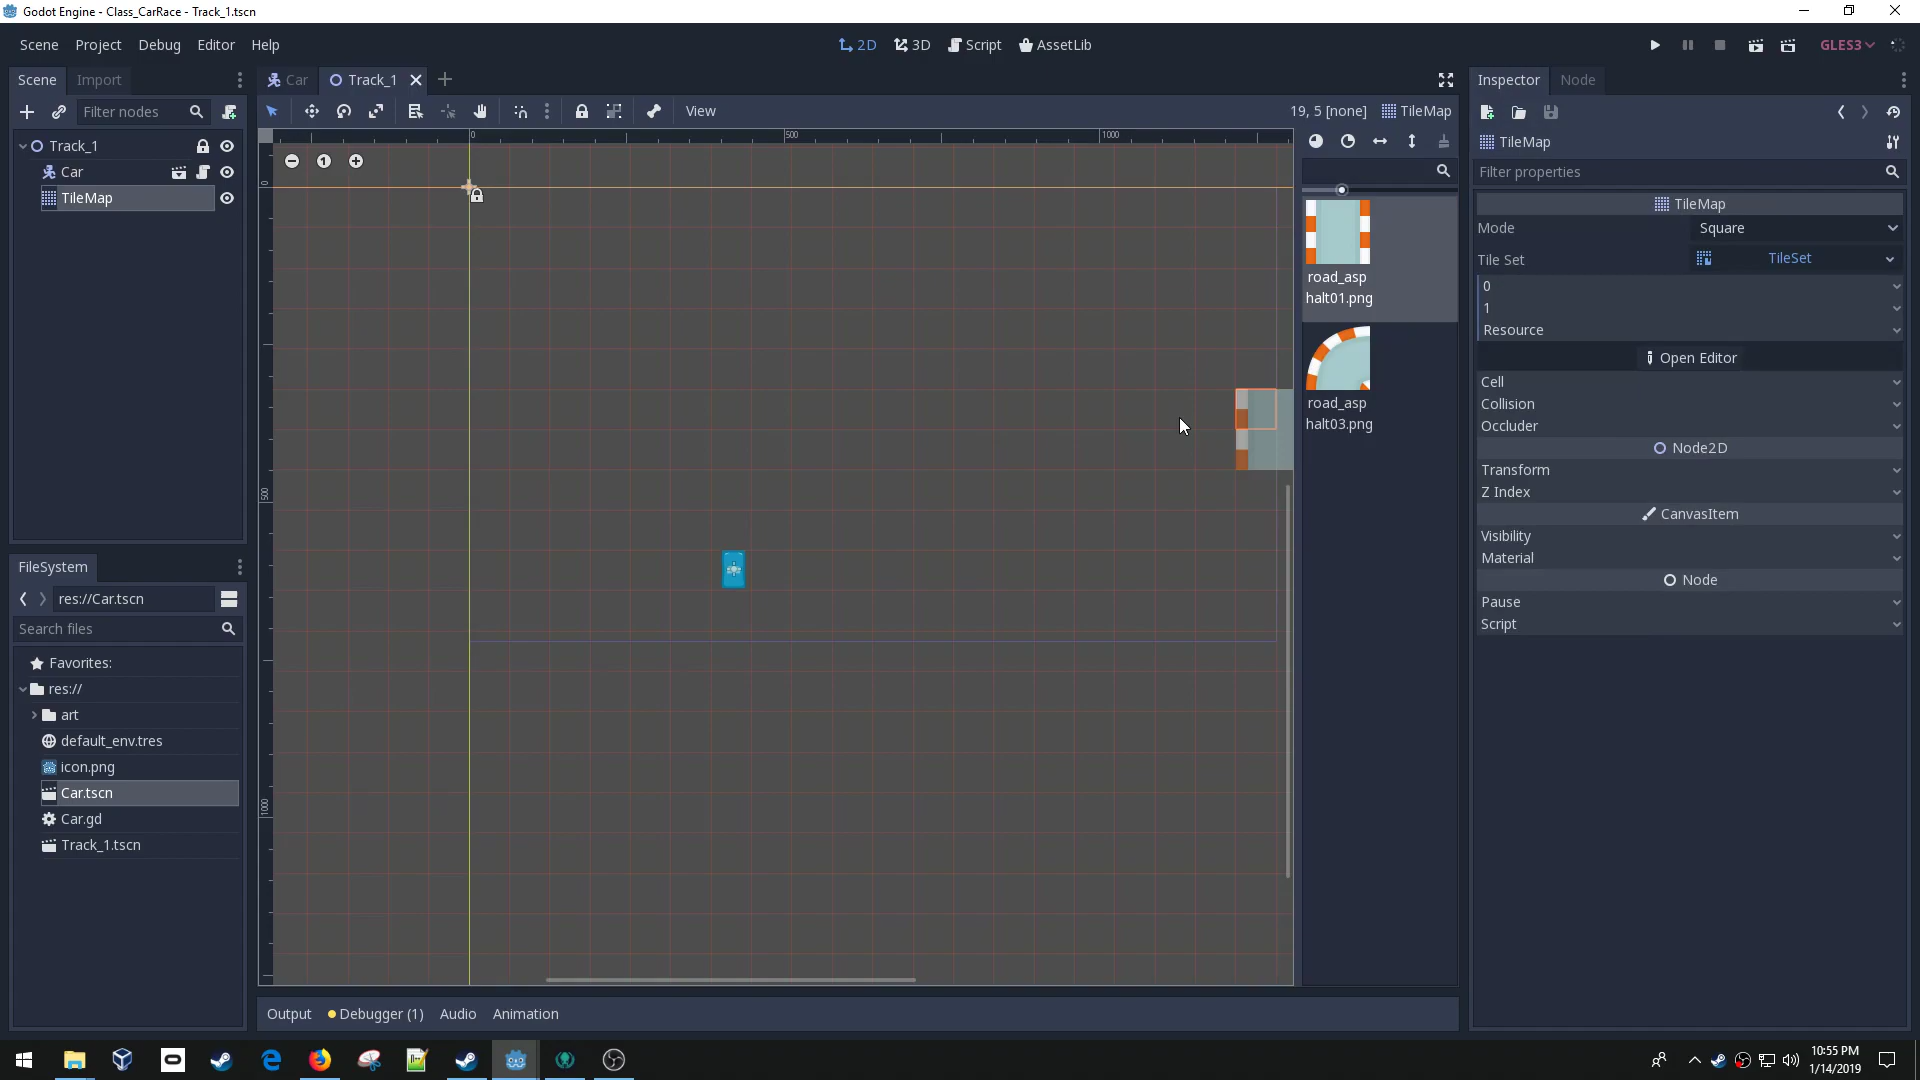 Godot Engine - Class_CarRace - Track_1.tscn
Scene Project Debug Editor Help
2D 3D Script AssetLib
GLES3
Scene Import
Car Track_1
Inspector Node
Filter nodes
View
19, 5 [none] TileMap
Track_1
Car
TileMap
0 500 1000
0
500
1000
1
road_asp
halt01.png
road_asp
halt03.png
TileMap
Filter properties
TileMap
Mode Square
Tile Set TileSet
0
1
Resource
Open Editor
Cell
Collision
Occluder
Node2D
Transform
Z Index
CanvasItem
Visibility
Material
Node
Pause
Script
FileSystem
res://Car.tscn
Search files
Favorites:
res://
art
default_env.tres
icon.png
Car.tscn
Car.gd
Track_1.tscn
Output Debugger (1) Audio Animation
10:55 PM
1/14/2019